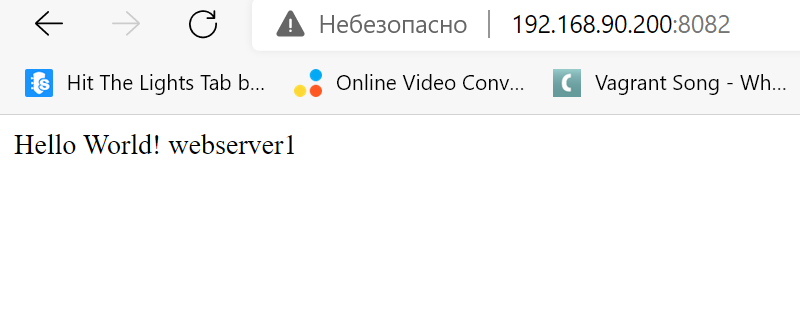 Небезопасно 192.168.90.200:8082
Hit The Lights Tab b... Online Video Conv... Vagrant Song - Wh...
Hello World! webserver1